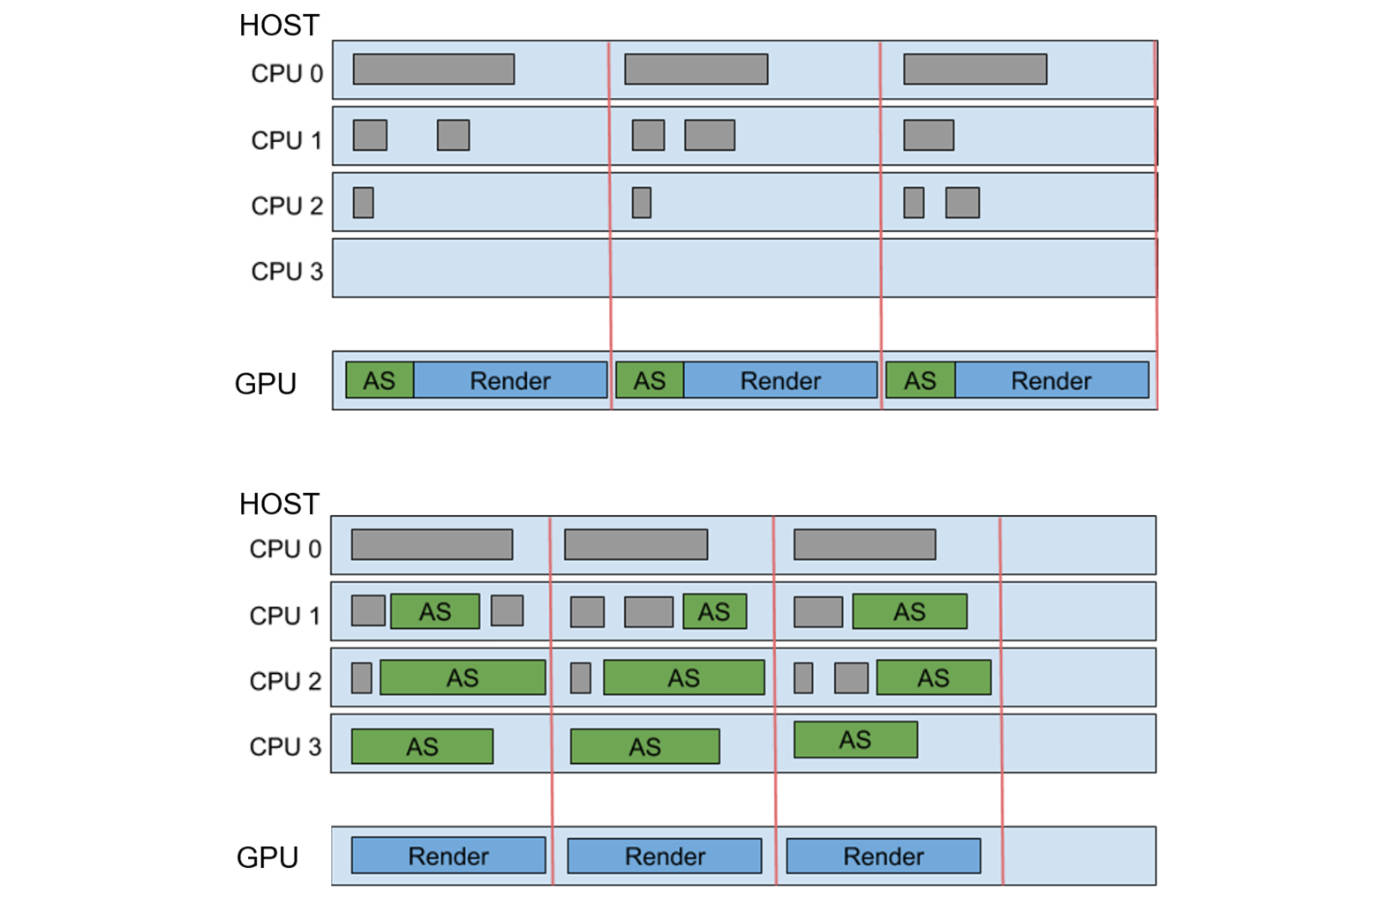 HOST
CPU 0
CPU 1
CPU 2
CPU 3
GPU AS Render AS Render AS Render
HOST
CPU 0
CPU 1 AS AS AS
CPU 2 AS AS AS
CPU 3 AS AS AS
GPU Render Render Render